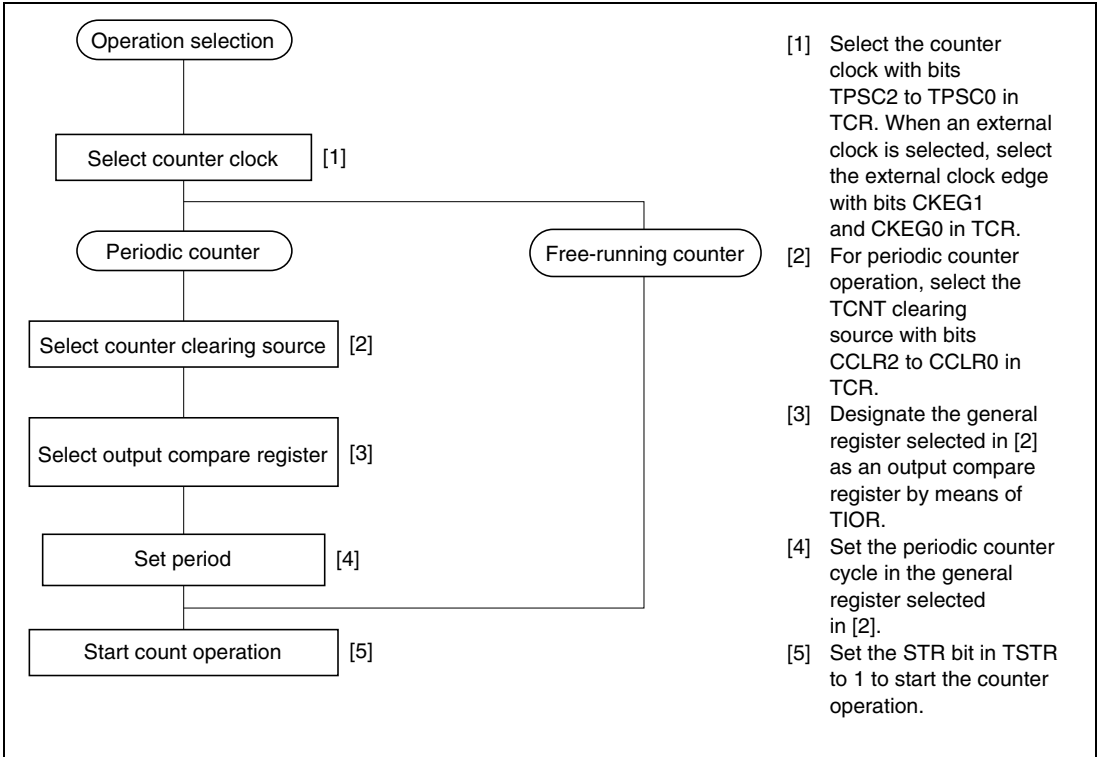 Operation selection
Select counter clock
[1]
Periodic counter
Free-running counter
Select counter clearing source
[2]
Select output compare register
[3]
Set period
[4]
Start count operation
[5]
[1] Select the counter
clock with bits
TPSC2 to TPSC0 in
TCR. When an external
clock is selected, select
the external clock edge
with bits CKEG1
and CKEG0 in TCR.
[2] For periodic counter
operation, select the
TCNT clearing
source with bits
CCLR2 to CCLR0 in
TCR.
[3] Designate the general
register selected in [2]
as an output compare
register by means of
TIOR.
[4] Set the periodic counter
cycle in the general
register selected
in [2].
[5] Set the STR bit in TSTR
to 1 to start the counter
operation.